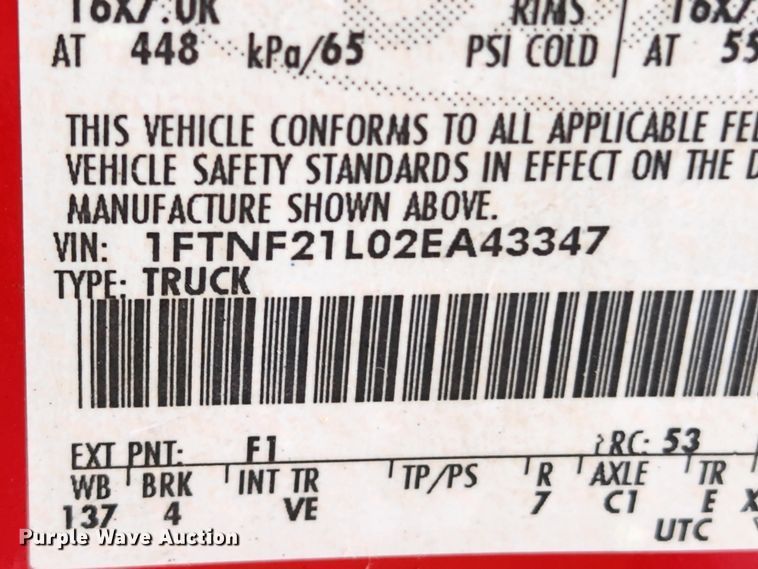 16X7.0K RIMS 16X7
AT 448 kPa/65 PSI COLD AT 55
THIS VEHICLE CONFORMS TO ALL APPLICABLE FE
VEHICLE SAFETY STANDARDS IN EFFECT ON THE D
MANUFACTURE SHOWN ABOVE.
VIN: 1FTNF21L02EA43347
TYPE: TRUCK
EXT PNT: F1 RC: 53
WB BRK INT TR TP/PS R AXLE TR
137 4 VE 7 C1 E X
UTC
Purple Wave Auction